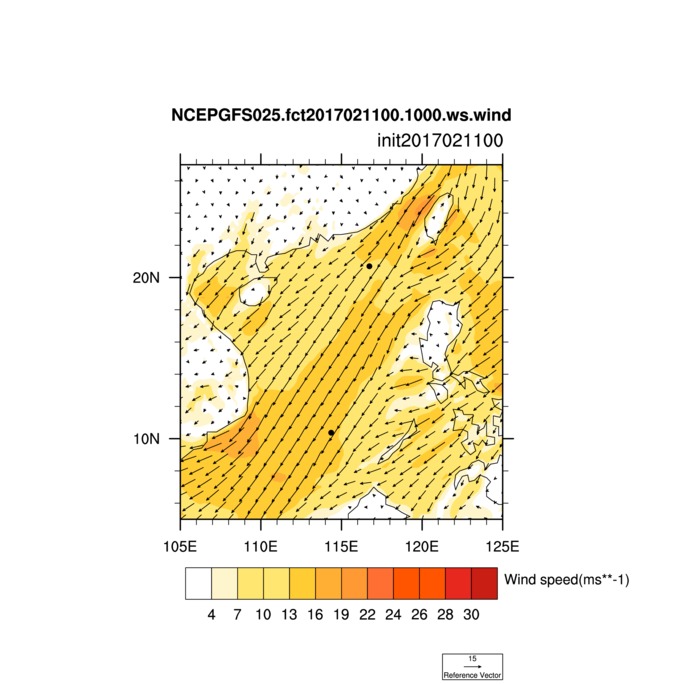 NCEPGFS025.fct2017021100.1000.ws.wind
init2017021100
20N
10N
105E 110E 115E 120E 125E
Wind speed(ms**-1)
4 7 10 13 16 19 22 24 26 28 30
15
Reference Vector